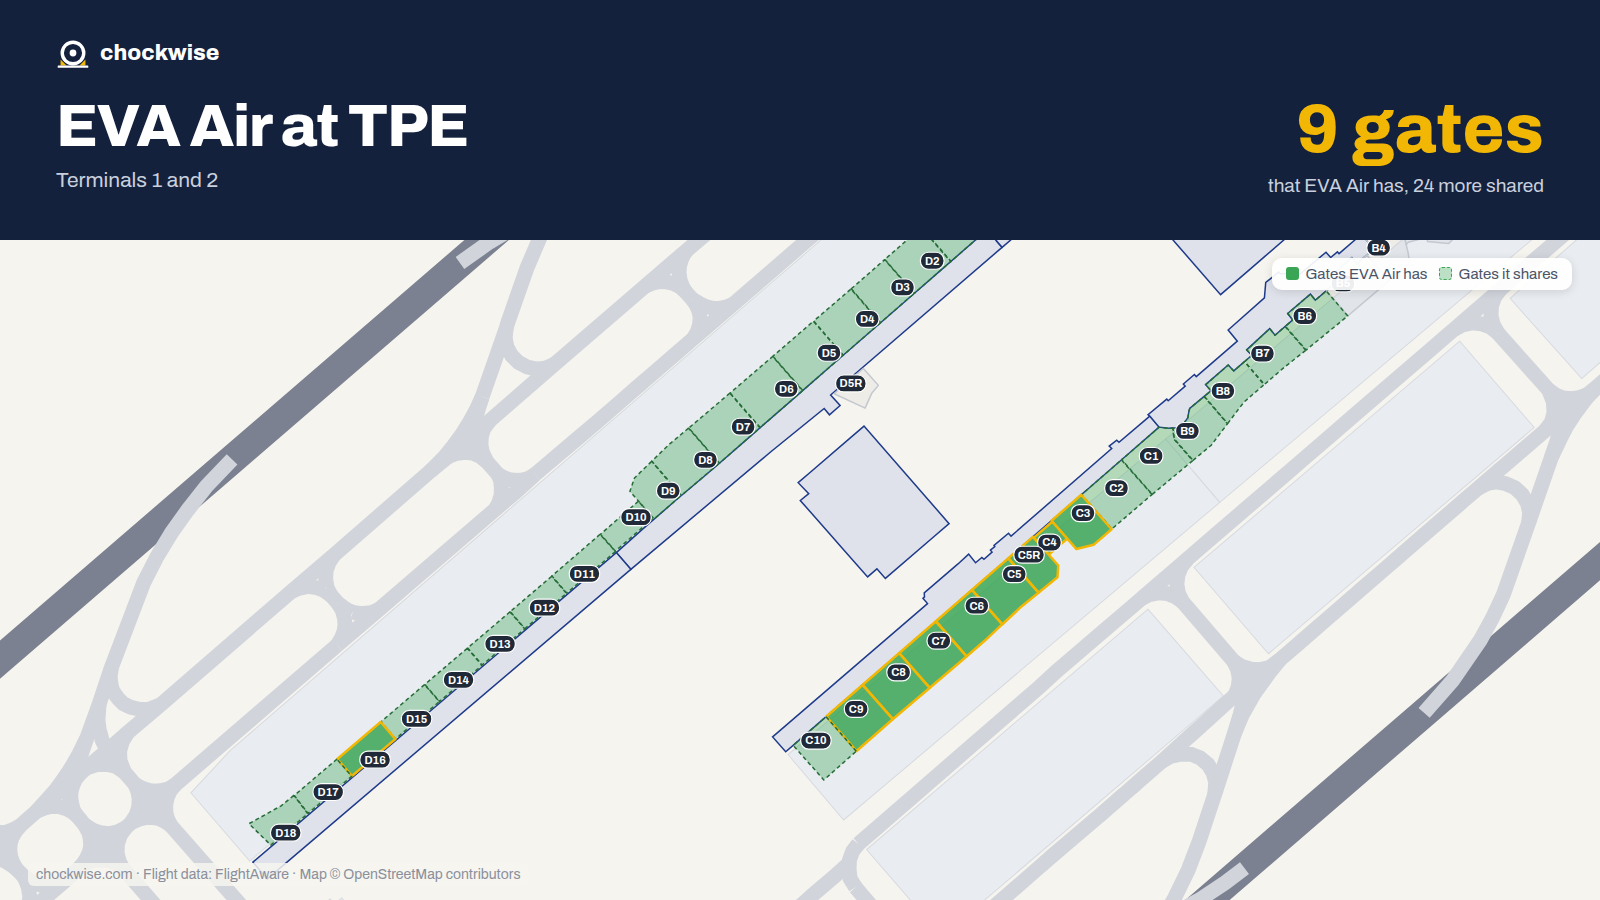 chockwise
EVA Air at TPE
Terminals 1 and 2
9 gates
that EVA Air has, 24 more shared
Gates EVA Air has
Gates it shares
B4
D2
D3
D4
D5
D5R
D6
D7
D8
D9
D10
D11
D12
D13
D14
D15
D16
D17
D18
B6
B7
B8
B9
C1
C2
C3
C4
C5R
C5
C6
C7
C8
C9
C10
chockwise.com · Flight data: FlightAware · Map © OpenStreetMap contributors